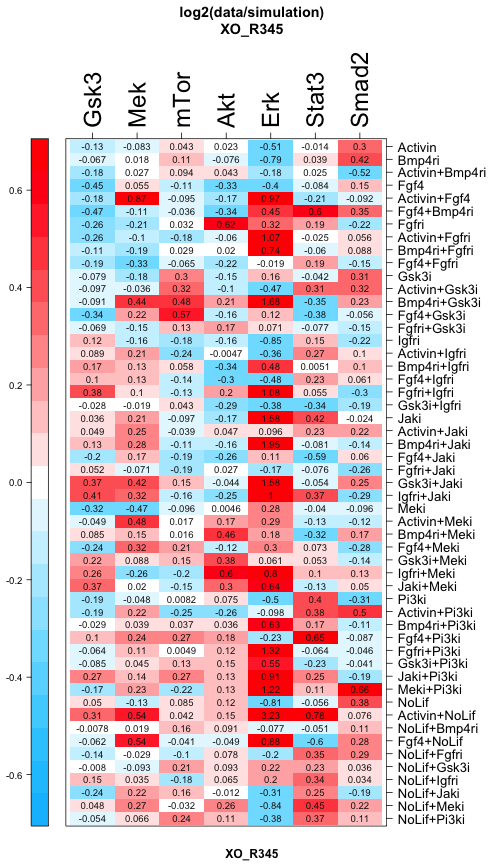 log2(data/simulation)
XO_R345
Gsk3 Mek mTor Akt Erk Stat3 Smad2
-0.13 -0.083 0.043 0.023 -0.51 -0.014 0.3 Activin
-0.067 0.018 0.11 -0.076 -0.79 0.039 0.42 Bmp4ri
-0.18 0.027 0.094 0.043 -0.18 0.025 -0.52 Activin+Bmp4ri
-0.45 0.055 -0.11 -0.33 -0.4 -0.084 0.15 Fgf4
-0.18 0.87 -0.095 -0.17 0.97 -0.21 -0.092 Activin+Fgf4
-0.47 -0.11 -0.036 -0.34 0.45 0.6 0.35 Fgf4+Bmp4ri
-0.26 -0.21 0.032 0.62 0.32 0.19 -0.22 Fgfri
-0.26 -0.1 -0.18 -0.06 1.07 -0.025 0.056 Activin+Fgfri
-0.11 -0.19 0.029 0.02 0.74 -0.06 0.088 Bmp4ri+Fgfri
-0.19 -0.33 -0.065 -0.22 -0.019 0.19 -0.15 Fgf4+Fgfri
-0.079 -0.18 0.3 -0.15 0.16 -0.042 0.31 Gsk3i
-0.097 -0.036 0.32 -0.1 -0.47 0.31 0.32 Activin+Gsk3i
-0.091 0.44 0.48 0.21 1.68 -0.35 0.23 Bmp4ri+Gsk3i
-0.34 0.22 0.57 -0.16 0.12 -0.38 -0.056 Fgf4+Gsk3i
-0.069 -0.15 0.13 0.17 0.071 -0.077 -0.15 Fgfri+Gsk3i
0.12 -0.16 -0.18 -0.16 -0.85 0.15 -0.22 Igfri
0.089 0.21 -0.24 -0.0047 -0.36 0.27 0.1 Activin+Igfri
0.17 0.13 0.058 -0.34 0.48 0.0051 0.1 Bmp4ri+Igfri
0.1 0.13 -0.14 -0.3 -0.48 0.23 0.061 Fgf4+Igfri
0.38 0.1 -0.13 0.2 1.08 0.055 -0.3 Fgfri+Igfri
-0.028 -0.019 0.043 -0.29 -0.38 -0.34 -0.19 Gsk3i+Igfri
0.036 0.21 -0.097 -0.17 1.58 0.42 -0.024 Jaki
0.049 0.25 -0.039 0.047 0.096 0.23 0.22 Activin+Jaki
0.13 0.28 -0.11 -0.16 1.95 -0.081 -0.14 Bmp4ri+Jaki
-0.2 0.17 -0.19 -0.26 0.11 -0.59 0.06 Fgf4+Jaki
0.052 -0.071 -0.19 0.027 -0.17 -0.076 -0.26 Fgfri+Jaki
0.37 0.42 0.15 -0.044 1.58 -0.054 0.25 Gsk3i+Jaki
0.41 0.32 -0.16 -0.25 1 0.37 -0.29 Igfri+Jaki
-0.32 -0.47 -0.096 0.0046 0.28 -0.04 -0.096 Meki
-0.049 0.48 0.017 0.17 0.29 -0.13 -0.12 Activin+Meki
0.085 0.15 0.016 0.46 0.18 -0.32 0.17 Bmp4ri+Meki
-0.24 0.32 0.21 -0.12 0.3 0.073 -0.28 Fgf4+Meki
0.22 0.088 0.15 0.38 0.061 0.053 -0.14 Gsk3i+Meki
0.26 -0.26 -0.2 0.6 0.8 0.1 0.13 Igfri+Meki
0.37 0.02 -0.15 0.3 0.64 -0.13 -0.05 Jaki+Meki
-0.19 -0.048 0.0082 0.075 -0.5 0.4 -0.31 Pi3ki
-0.19 0.22 -0.25 -0.26 -0.098 0.38 0.5 Activin+Pi3ki
-0.029 0.039 0.037 0.036 0.63 0.17 -0.11 Bmp4ri+Pi3ki
0.1 0.24 0.27 0.18 -0.23 0.65 -0.087 Fgf4+Pi3ki
-0.064 0.11 0.0049 0.12 1.32 -0.064 -0.046 Fgfri+Pi3ki
-0.085 0.045 0.13 0.15 0.55 -0.23 -0.041 Gsk3i+Pi3ki
0.27 0.14 0.27 0.13 0.91 0.25 -0.19 Jaki+Pi3ki
-0.17 0.23 -0.22 0.13 1.22 0.11 0.66 Meki+Pi3ki
0.05 -0.13 0.085 0.12 -0.81 -0.056 0.38 NoLif
0.31 0.54 0.042 0.15 3.23 0.78 0.076 Activin+NoLif
-0.0078 0.019 0.16 0.091 -0.077 -0.051 0.11 NoLif+Bmp4ri
-0.062 0.54 -0.041 -0.049 0.68 -0.6 0.28 Fgf4+NoLif
-0.14 -0.029 -0.1 0.078 -0.2 0.35 0.29 NoLif+Fgfri
-0.008 -0.093 0.21 0.093 0.22 0.23 0.036 NoLif+Gsk3i
0.15 0.035 -0.18 0.065 0.2 0.34 0.034 NoLif+Igfri
-0.24 0.22 0.16 -0.012 -0.31 0.25 -0.19 NoLif+Jaki
0.048 0.27 -0.032 0.26 -0.84 0.45 0.22 NoLif+Meki
-0.054 0.066 0.24 0.11 -0.38 0.37 0.11 NoLif+Pi3ki
0.6
0.4
0.2
0.0
-0.2
-0.4
-0.6
XO_R345